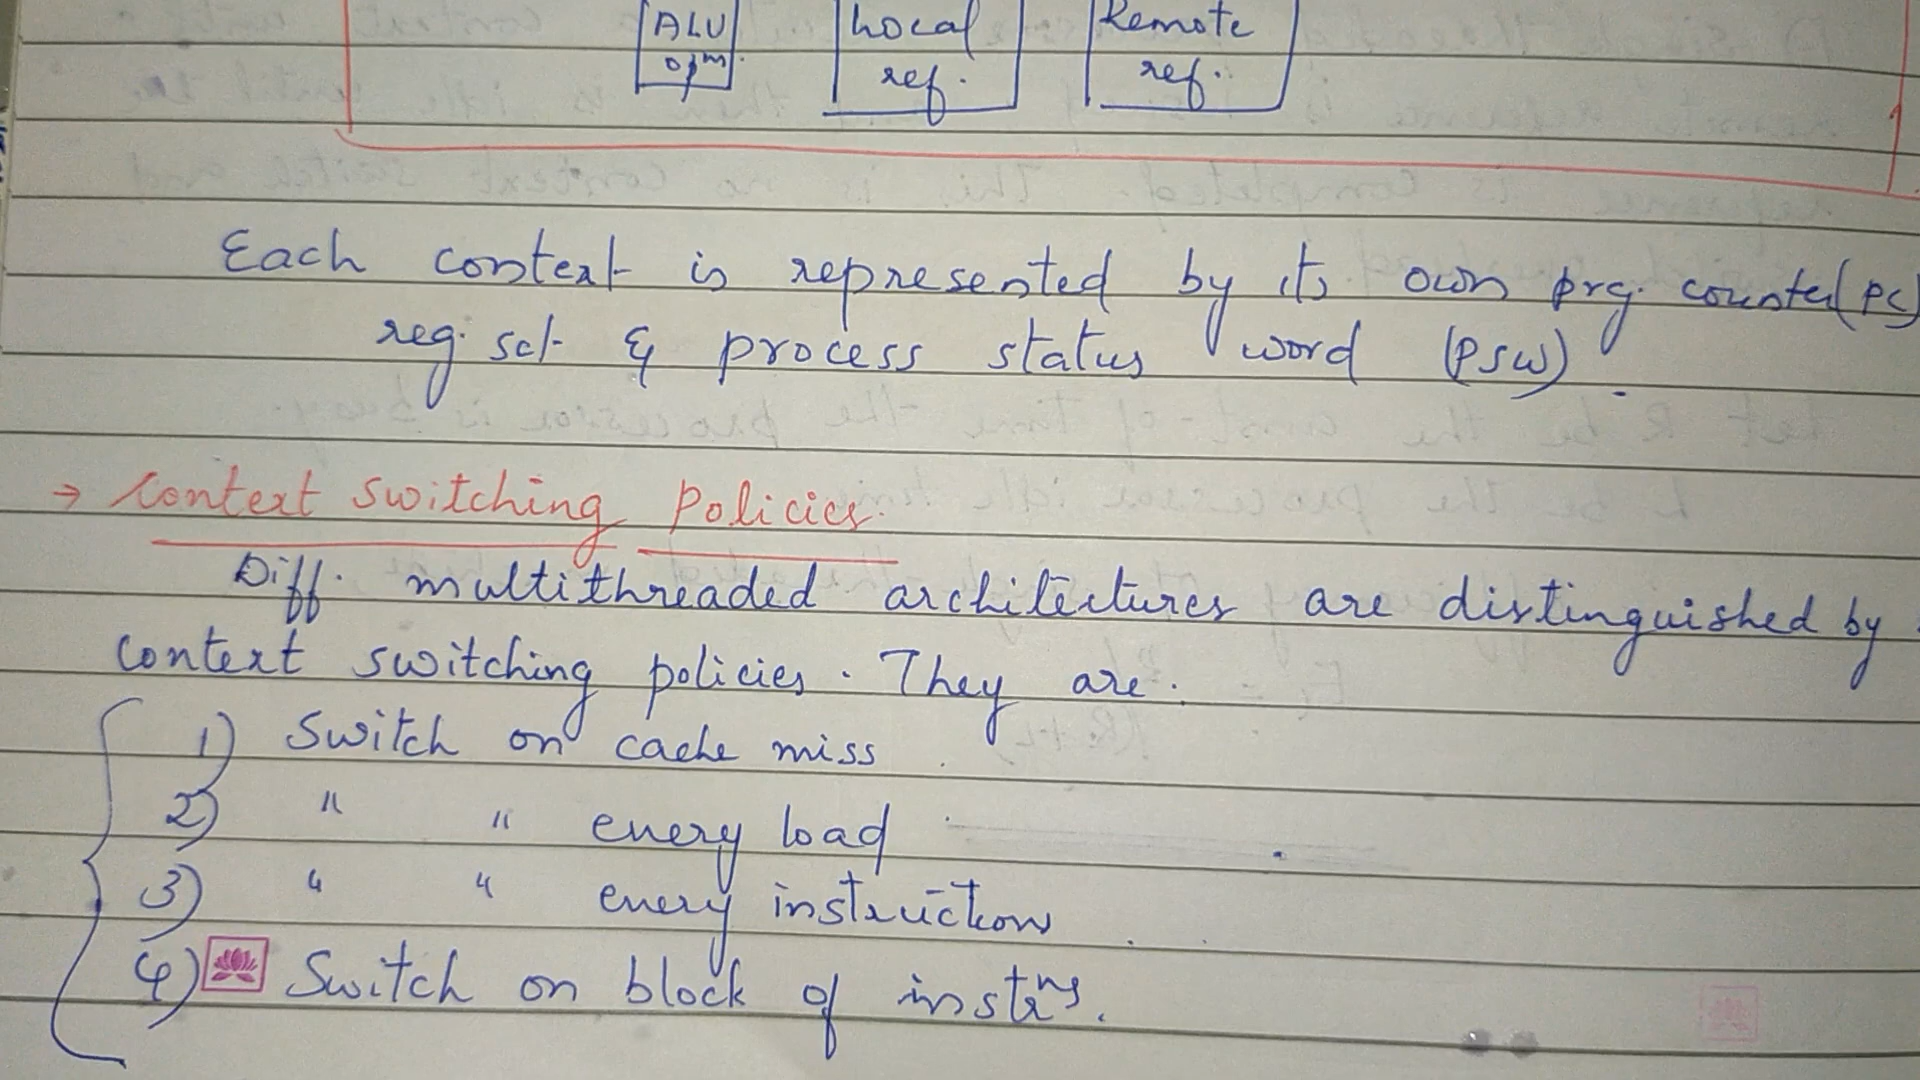 ALU Local Remote
opn. ref. ref.
Each context is represented by its own prg. counter (PC)
reg. set & process status word (PSW).
→ Context switching policies.
Diff. multithreaded architectures are distinguished by
context switching policies. They are.
1) Switch on cache miss.
2) " " every load.
3) " " every instruction.
4) Switch on block of instrns.